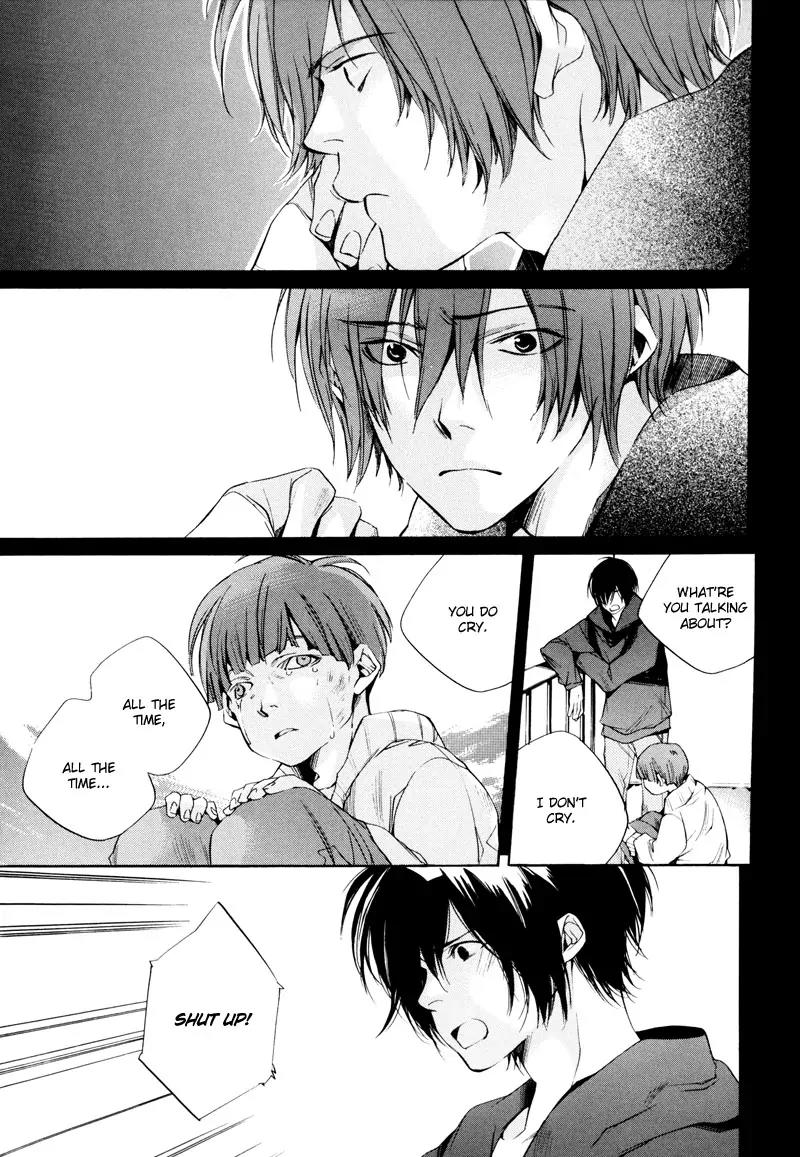 WHAT'RE
YOU TALKING
ABOUT?
I DON'T
CRY.
YOU DO
CRY.
ALL THE
TIME,
ALL THE
TIME...
SHUT UP!